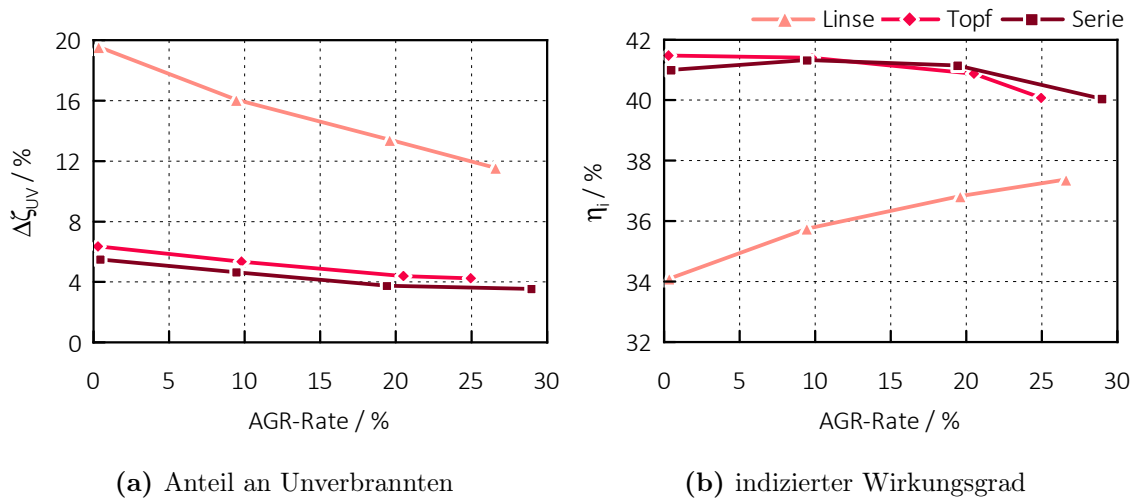 Linse Topf Serie
20
16
12
8
4
0
Δζ_UV / %
0 5 10 15 20 25 30
AGR-Rate / %
(a) Anteil an Unverbrannten
42
40
38
36
34
32
η_i / %
0 5 10 15 20 25 30
AGR-Rate / %
(b) indizierter Wirkungsgrad